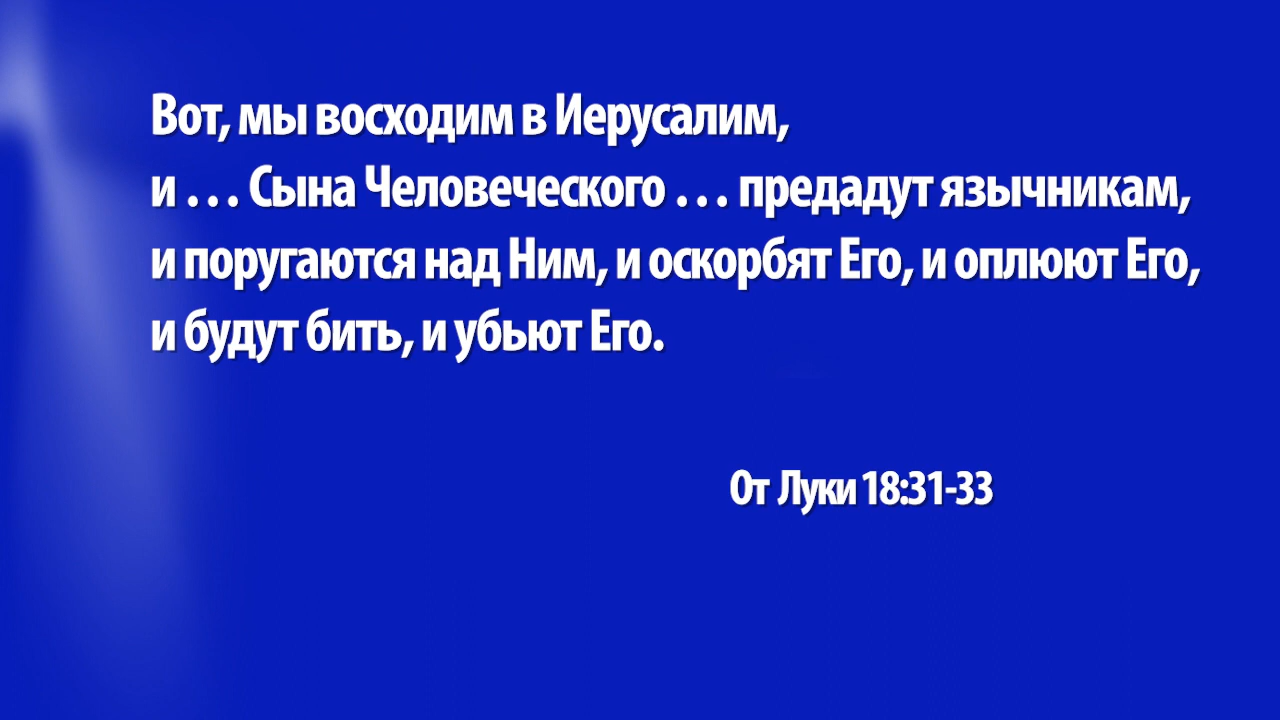 Вот, мы восходим в Иерусалим,
и . . . Сына Человеческого . . . предадут язычникам,
и поругаются над Ним, и оскорбят Его, и оплюют Его,
и будут бить, и убьют Его.
От Луки 18:31-33